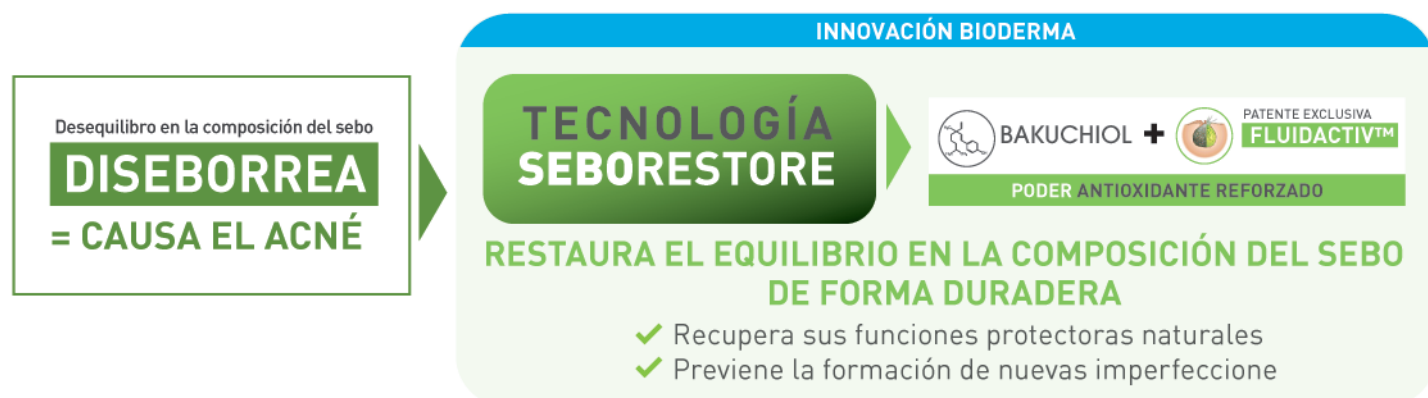 Desequilibro en la composición del sebo
DISEBORREA
= CAUSA EL ACNÉ
INNOVACIÓN BIODERMA
TECNOLOGÍA
SEBORESTORE
BAKUCHIOL +
PATENTE EXCLUSIVA
FLUIDACTIV™
PODER ANTIOXIDANTE REFORZADO
RESTAURA EL EQUILIBRIO EN LA COMPOSICIÓN DEL SEBO
DE FORMA DURADERA
Recupera sus funciones protectoras naturales
Previene la formación de nuevas imperfeccione